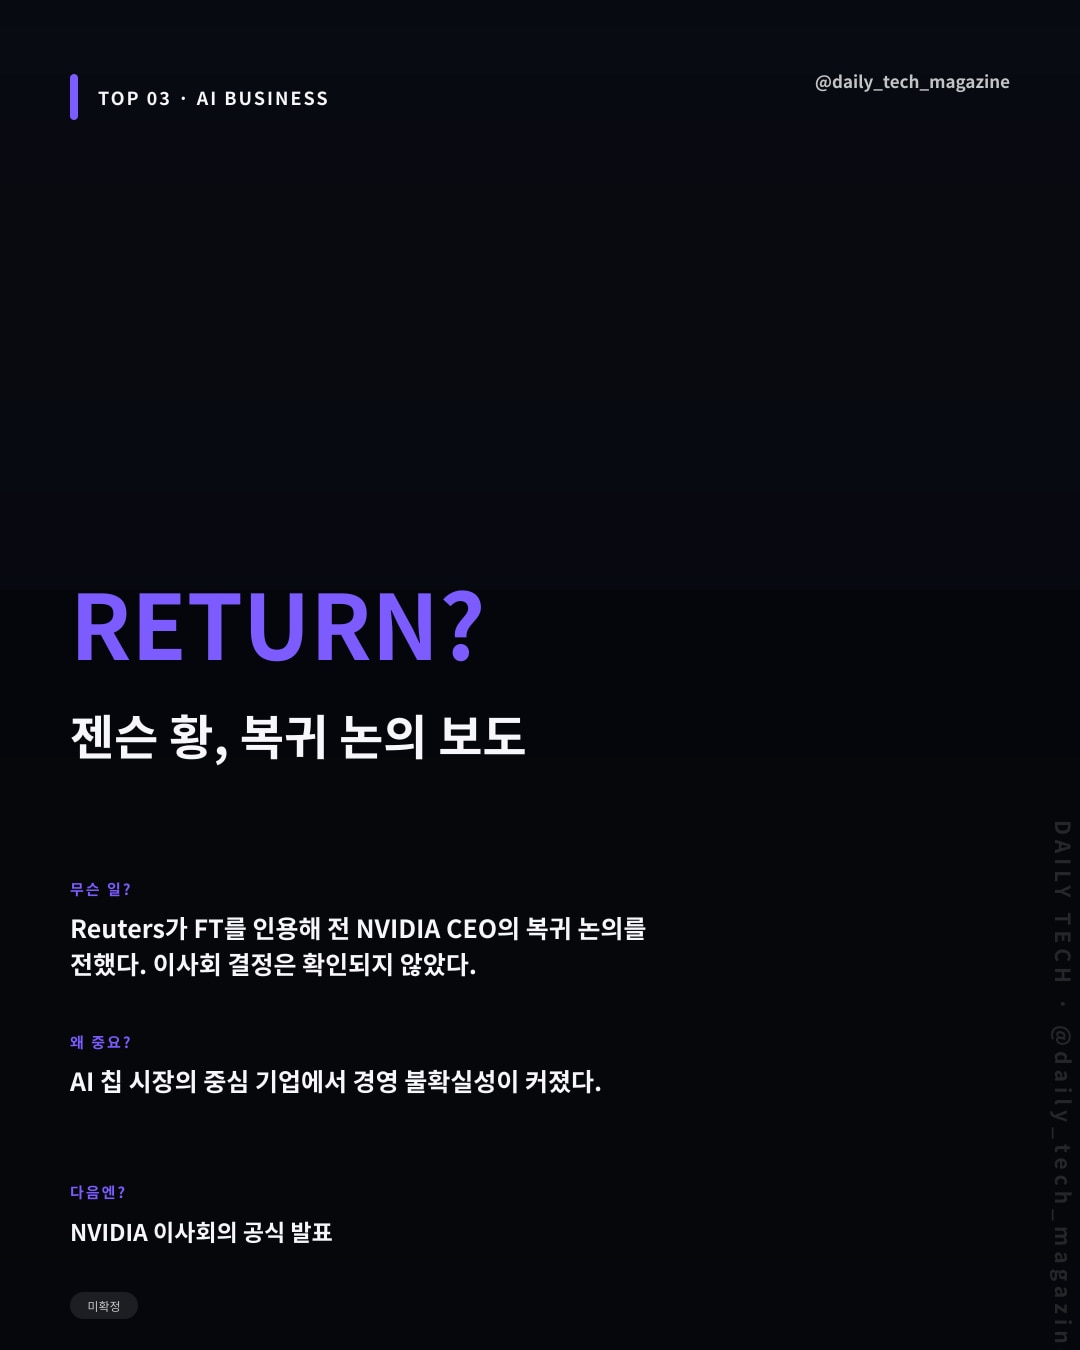 TOP 03 · AI BUSINESS
@daily_tech_magazine
RETURN?
젠슨 황, 복귀 논의 보도
무슨 일?
Reuters가 FT를 인용해 전 NVIDIA CEO의 복귀 논의를
전했다. 이사회 결정은 확인되지 않았다.
왜 중요?
AI 칩 시장의 중심 기업에서 경영 불확실성이 커졌다.
다음엔?
NVIDIA 이사회의 공식 발표
미확정
DAILY TECH · @daily_tech_magazin